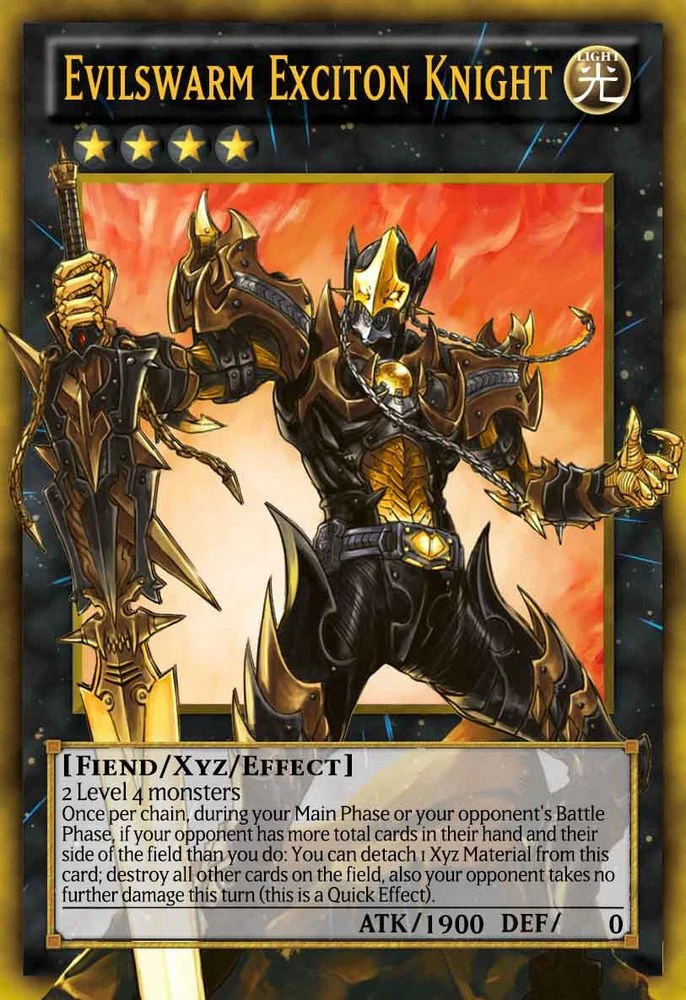 Evilswarm Exciton Knight
LIGHT
光
[Fiend/Xyz/Effect]
2 Level 4 monsters
Once per chain, during your Main Phase or your opponent's Battle
Phase, if your opponent has more total cards in their hand and their
side of the field than you do: You can detach 1 Xyz Material from this
card; destroy all other cards on the field, also your opponent takes no
further damage this turn (this is a Quick Effect).
ATK/1900 DEF/ 0